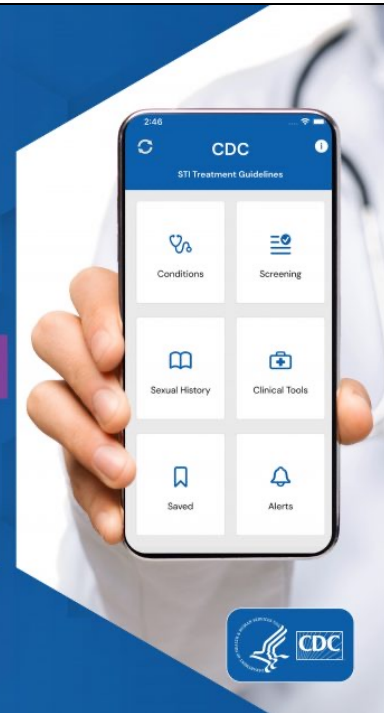 2:46
CDC
STI Treatment Guidelines
Conditions
Screening
Sexual History
Clinical Tools
Saved
Alerts
CDC